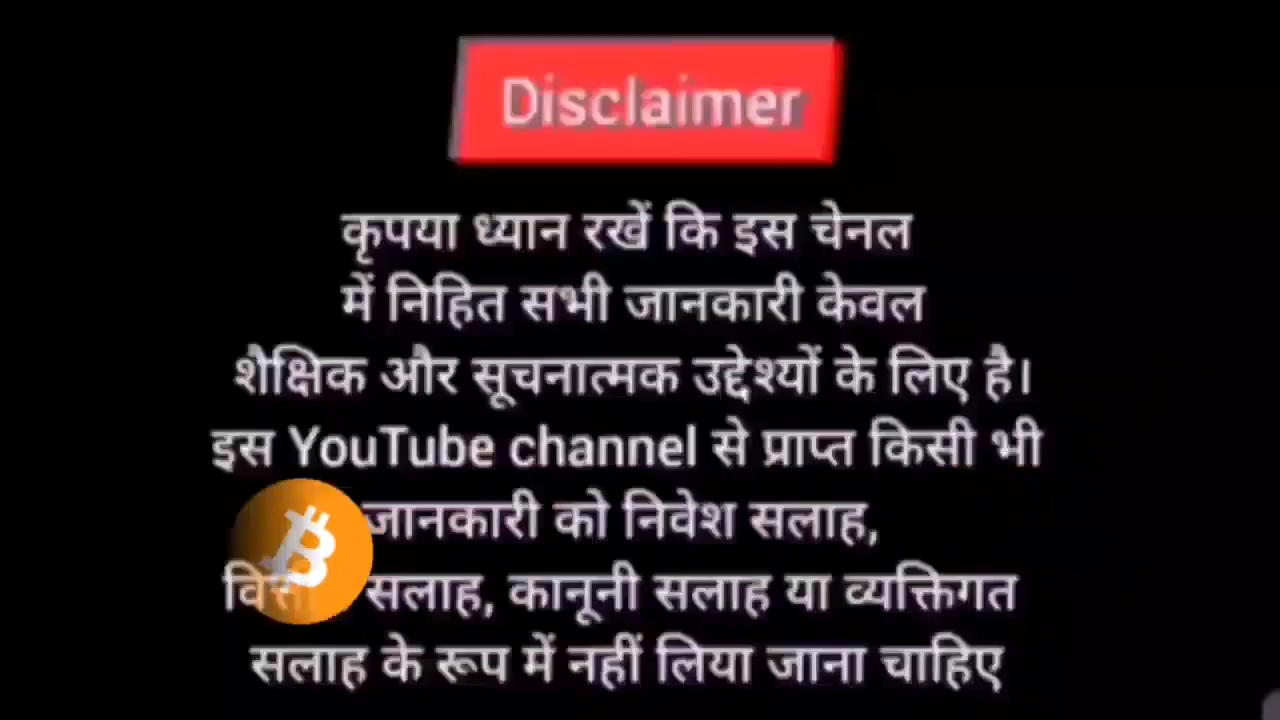 Disclaimer
कृपया ध्यान रखें कि इस चेनल
में निहित सभी जानकारी केवल
शैक्षिक और सूचनात्मक उद्देश्यों के लिए है।
इस YouTube channel से प्राप्त किसी भी
जानकारी को निवेश सलाह,
सलाह, कानूनी सलाह या व्यक्तिगत
सलाह के रूप में नहीं लिया जाना चाहिए